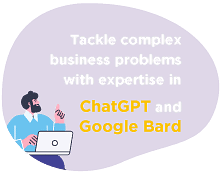 Tackle complex
business problems
with expertise in
ChatGPT and
Google Bard